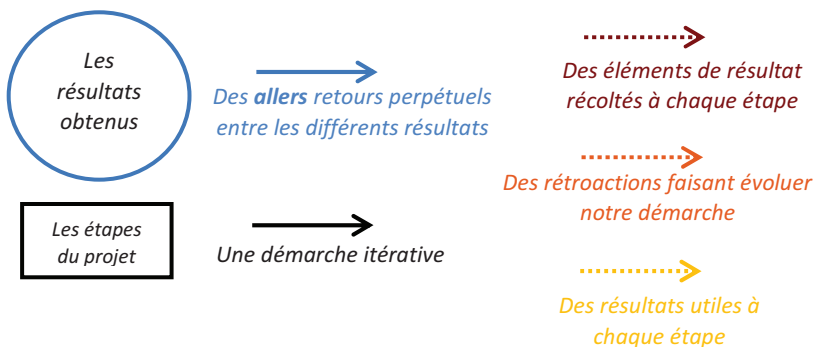 Les
résultats
obtenus
Des allers retours perpétuels
entre les différents résultats
Des éléments de résultat
récoltés à chaque étape
Des rétroactions faisant évoluer
notre démarche
Les étapes
du projet
Une démarche itérative
Des résultats utiles à
chaque étape